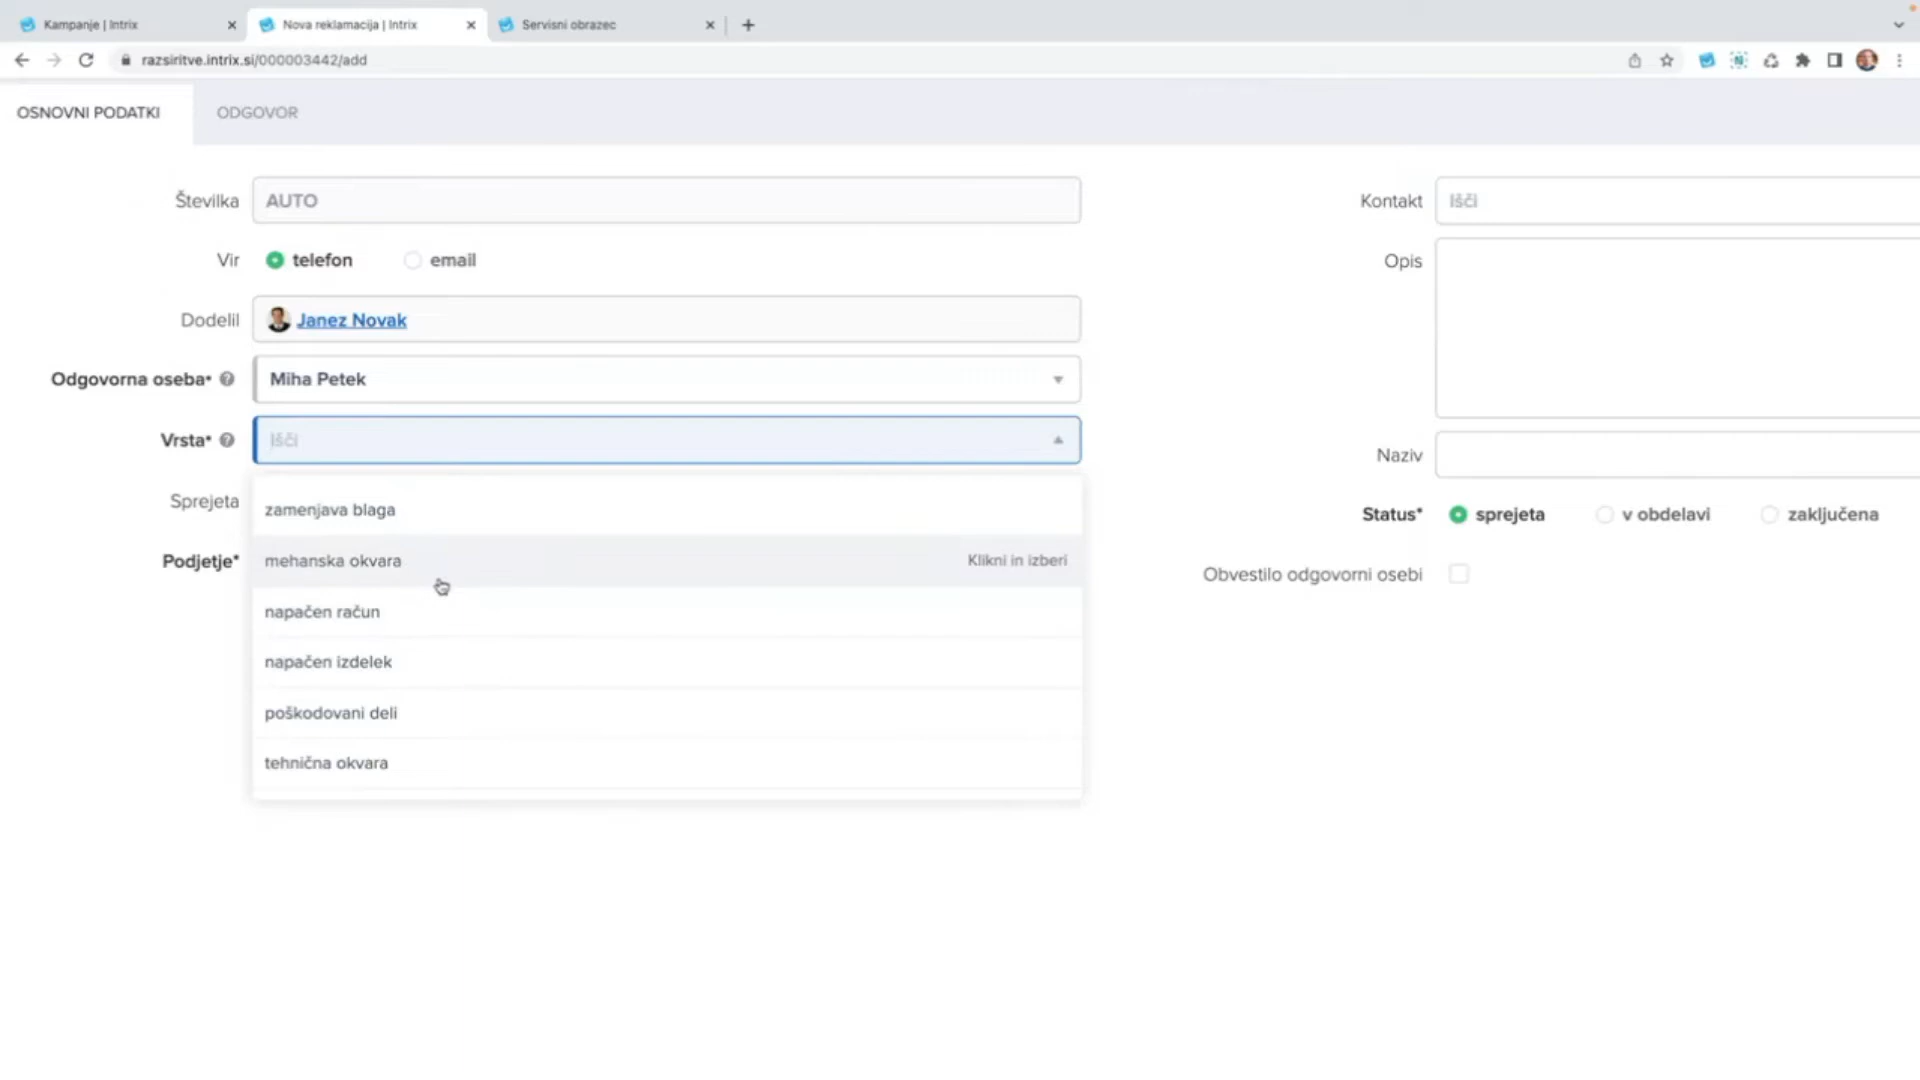 Kampanje | Intrix
Nova reklamacija | Intrix
Servisni obrazec
razsiritve.intrix.si/000003442/add
OSNOVNI PODATKI
ODGOVOR
Številka
AUTO
Vir
telefon
email
Dodelil
Janez Novak
Odgovorna oseba*
Miha Petek
Vrsta*
Išči
Sprejeta
zamenjava blaga
Podjetje*
mehanska okvara
Klikni in izberi
napačen račun
napačen izdelek
poškodovani deli
tehnična okvara
Kontakt
Išči
Opis
Naziv
Status*
sprejeta
v obdelavi
zaključena
Obvestilo odgovorni osebi